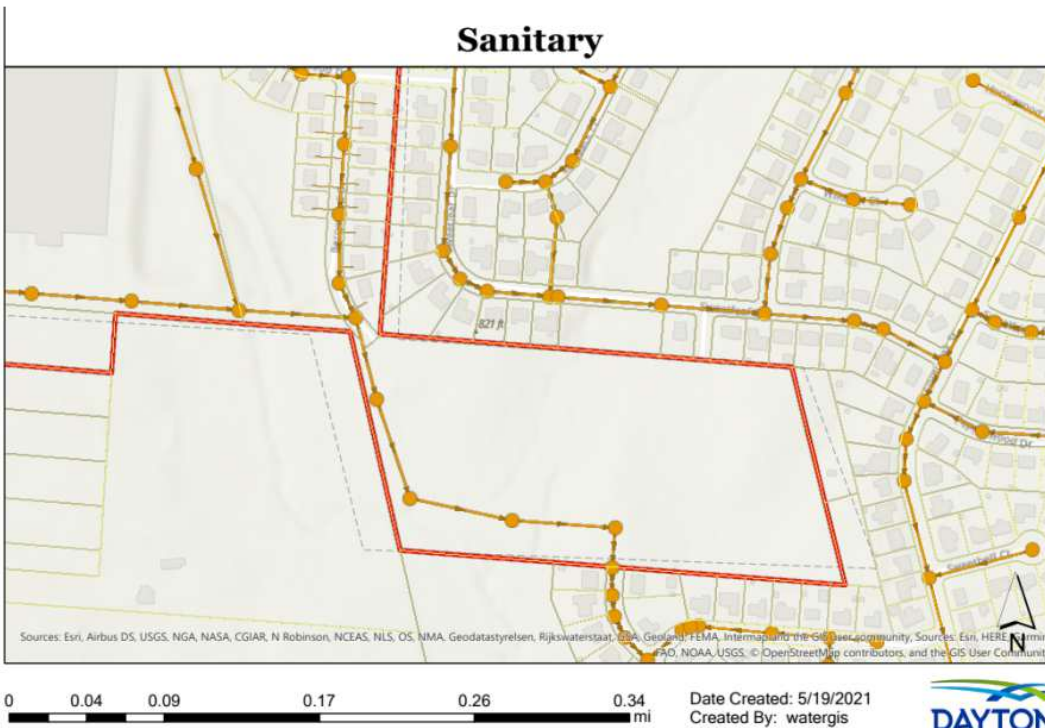 Sanitary
821 ft
Sources: Esri, Airbus DS, USGS, NGA, NASA, CGIAR, N Robinson, NCEAS, NLS, OS, NMA, Geodatastyrelsen, Rijkswaterstaat, GSA, Geoland, FEMA, Intermap and the GIS user community, Sources: Esri, HERE, Garmin
FAO, NOAA, USGS, © OpenStreetMap contributors, and the GIS User Communit
N
0 0.04 0.09 0.17 0.26 0.34
mi
Date Created: 5/19/2021
Created By: watergis
DAYTON